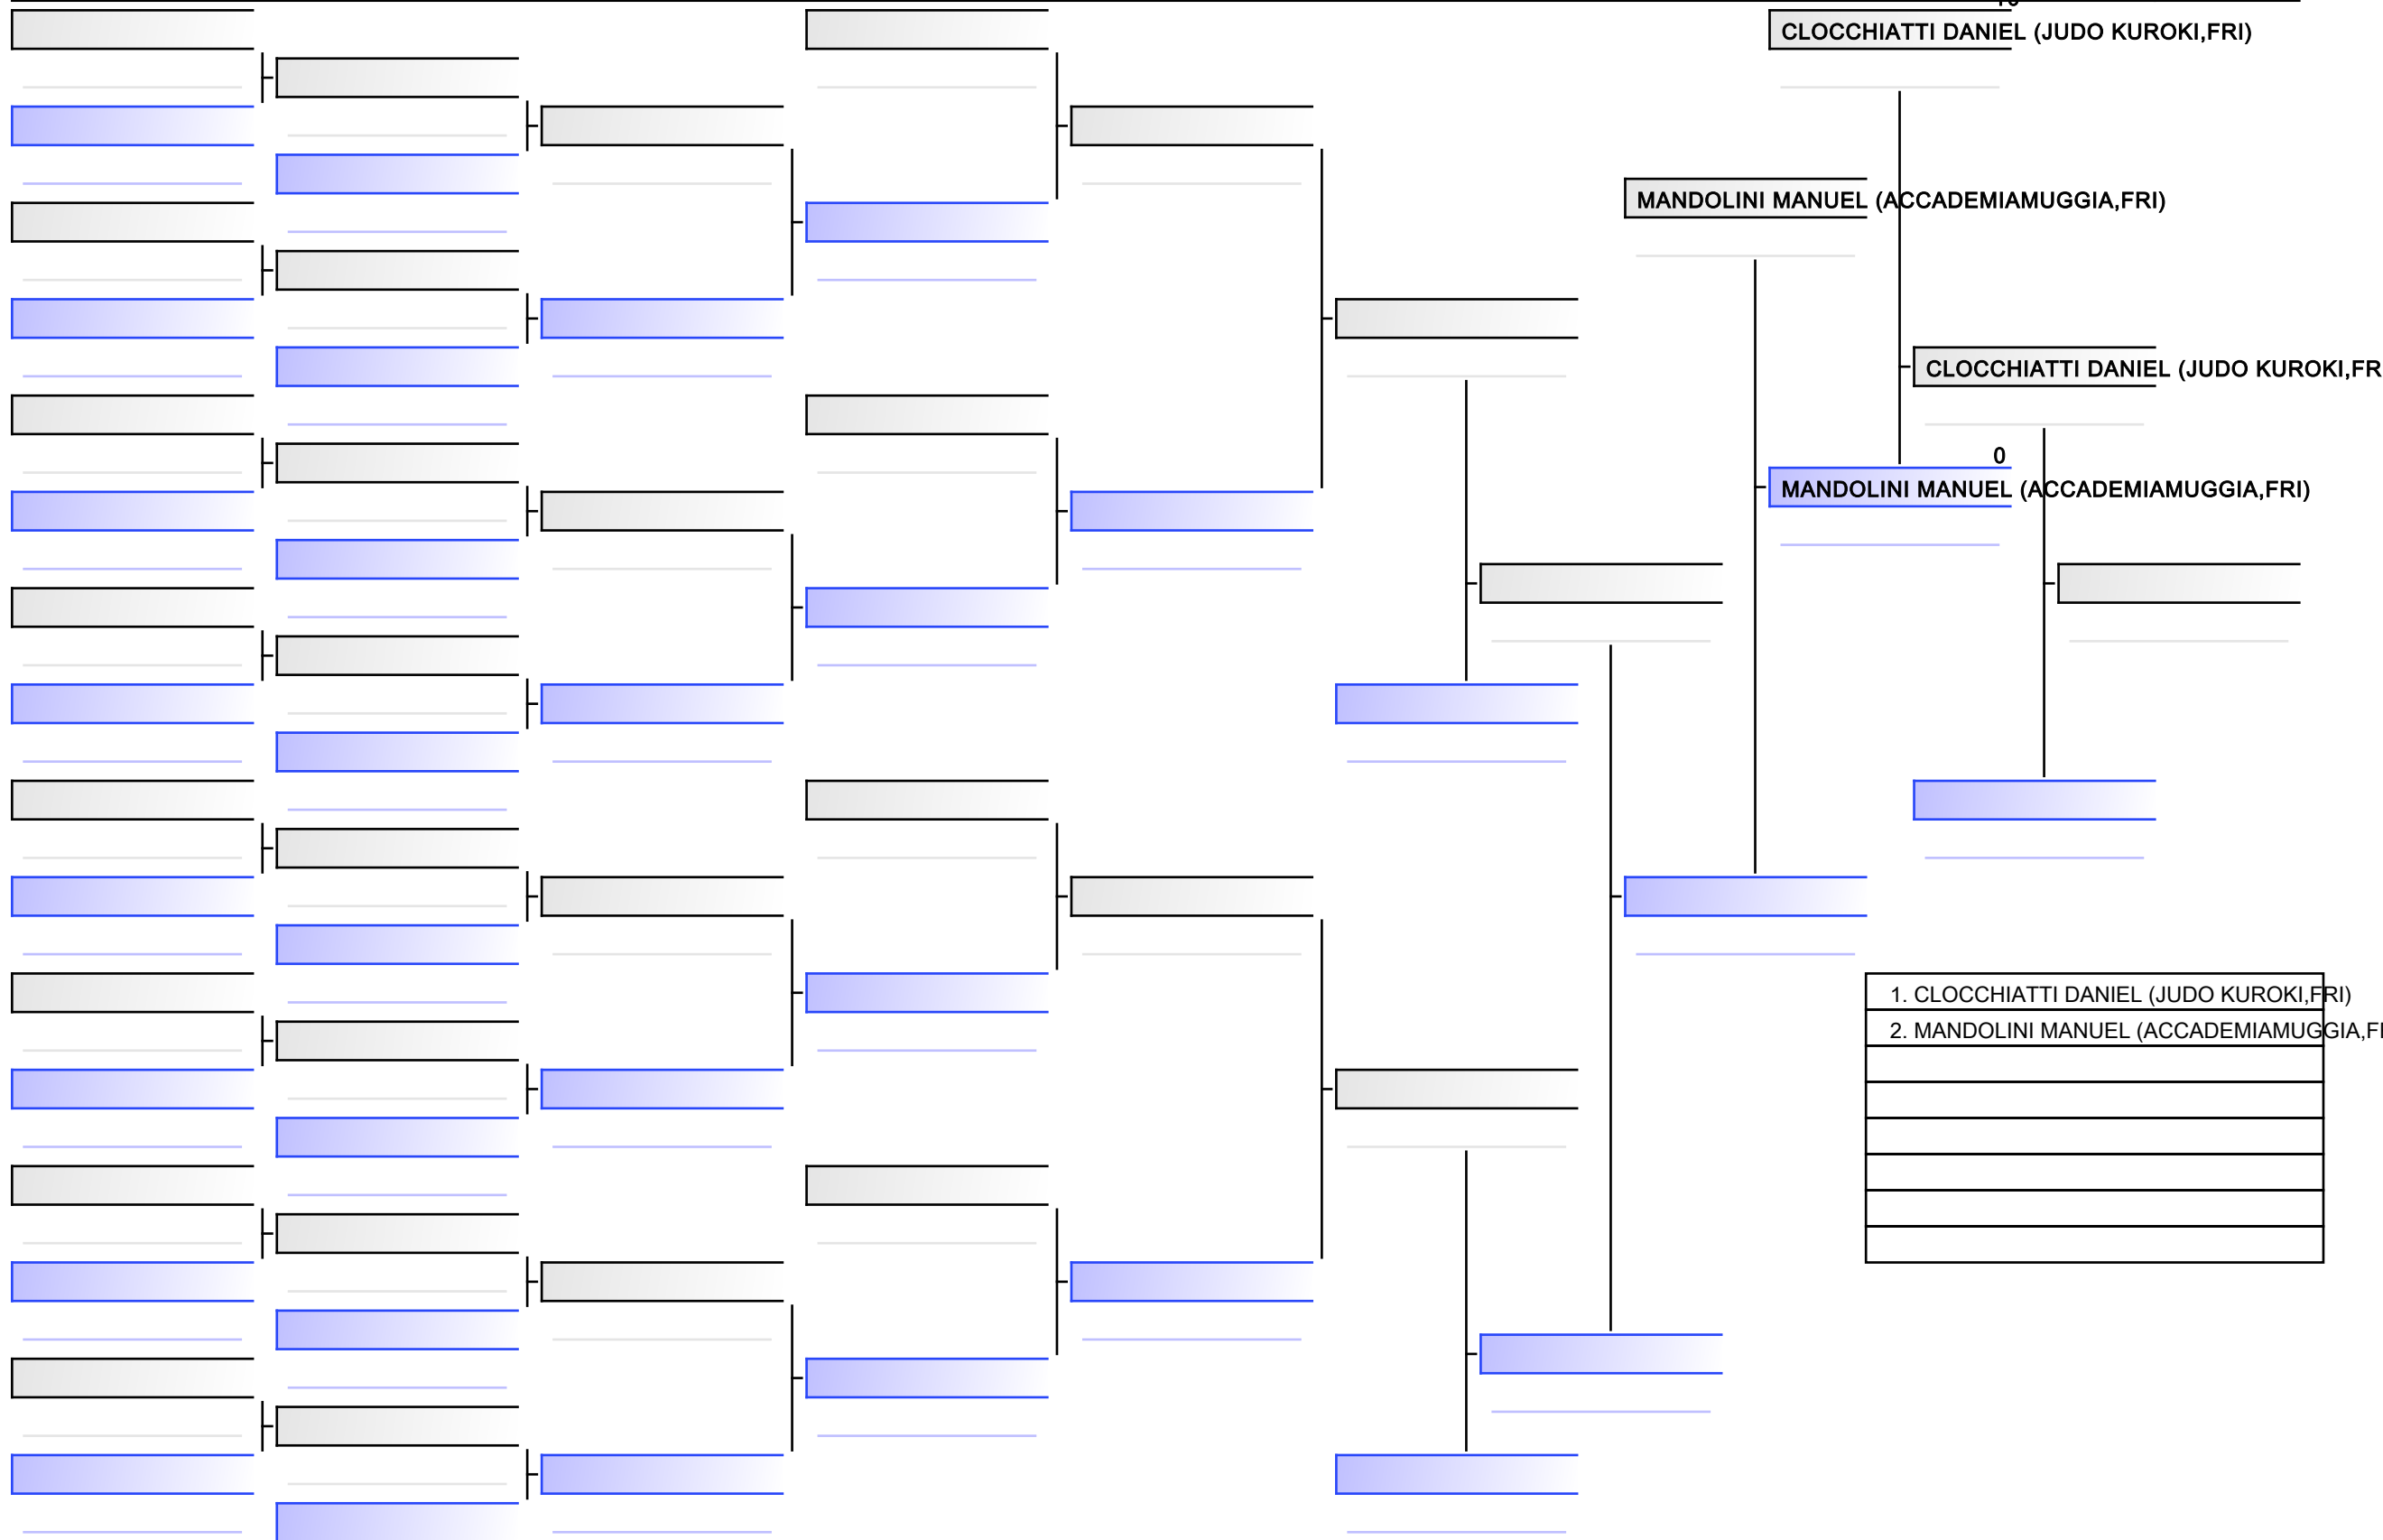 CLOCCHIATTI DANIEL (JUDO KUROKI,FRI)
MANDOLINI MANUEL (ACCADEMIAMUGGIA,FRI)
CLOCCHIATTI DANIEL (JUDO KUROKI,FR
0
MANDOLINI MANUEL (ACCADEMIAMUGGIA,FRI)
1. CLOCCHIATTI DANIEL (JUDO KUROKI,FRI)
2. MANDOLINI MANUEL (ACCADEMIAMUGGIA,F